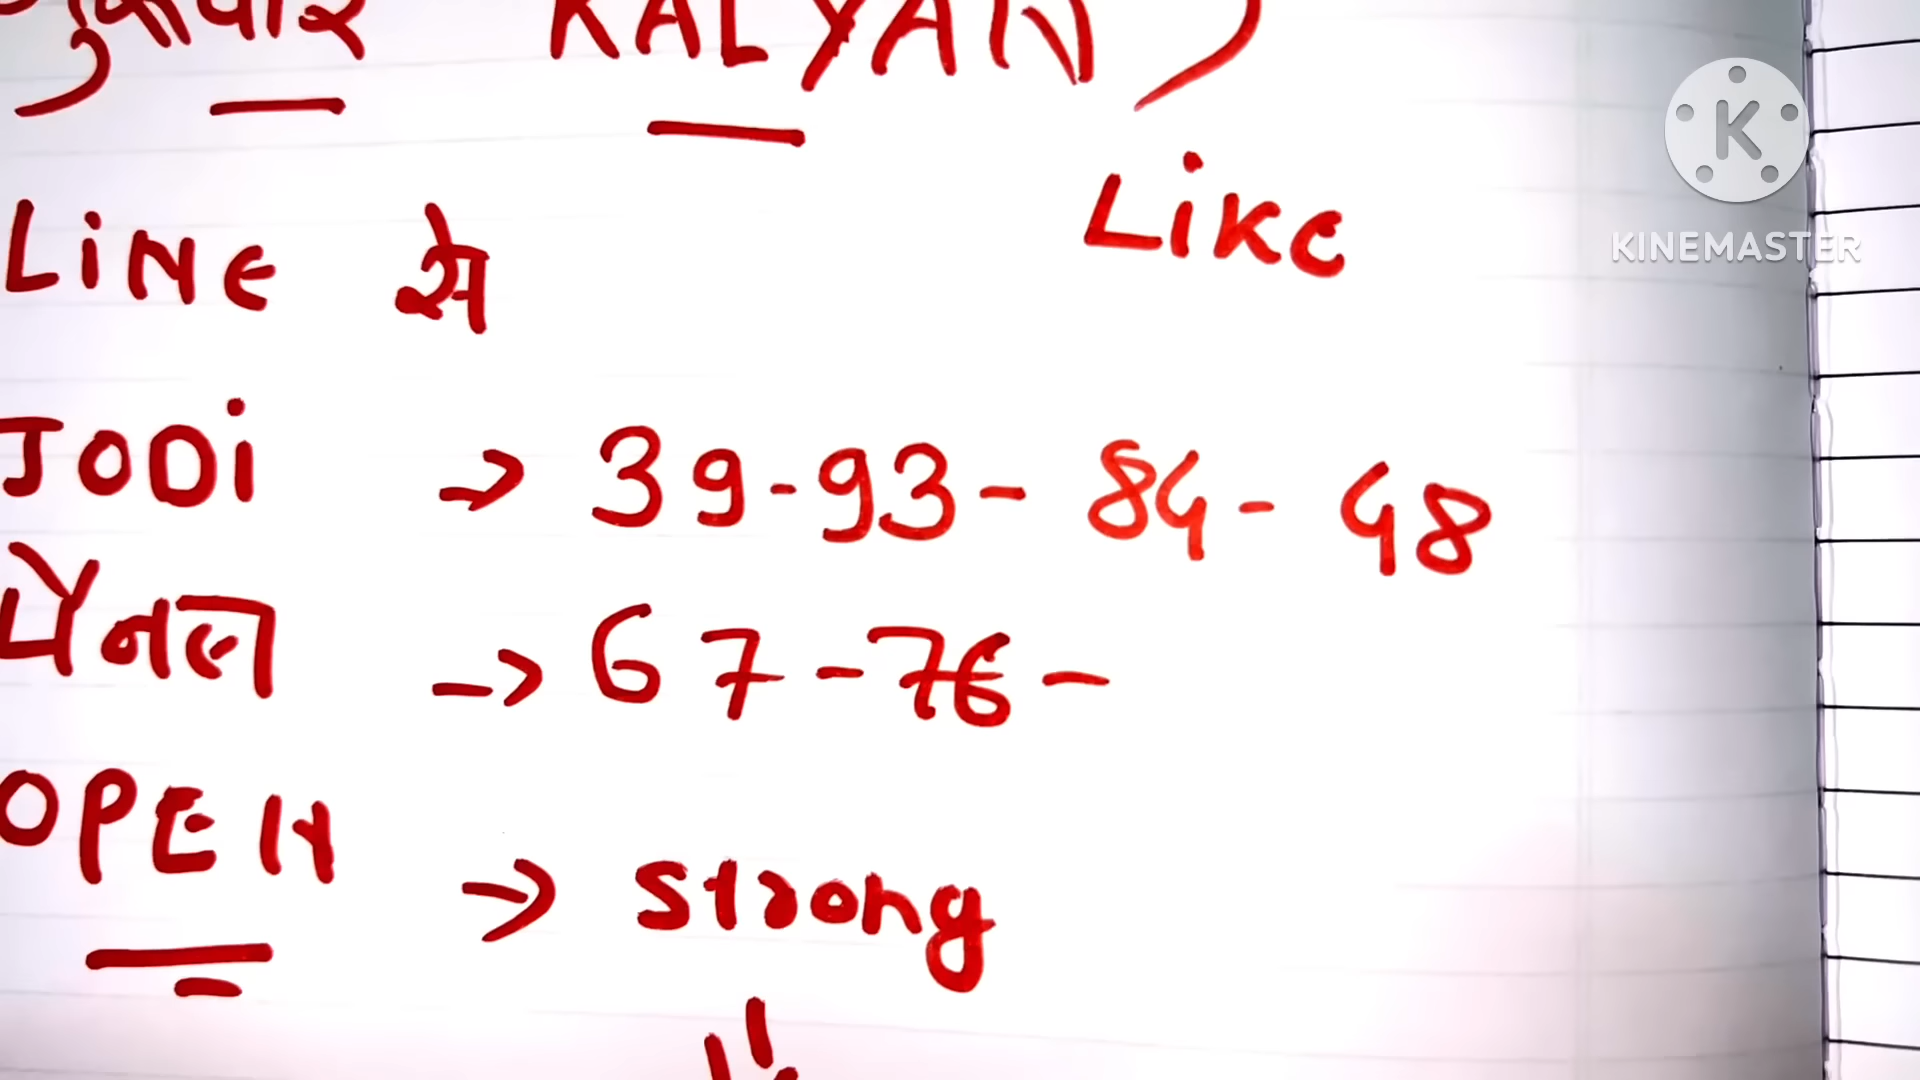 KALYAN)
Like
KINEMASTER
LINE से
JODI → 39-93-84-48
पैनल → 67-76-
OPEN → strong